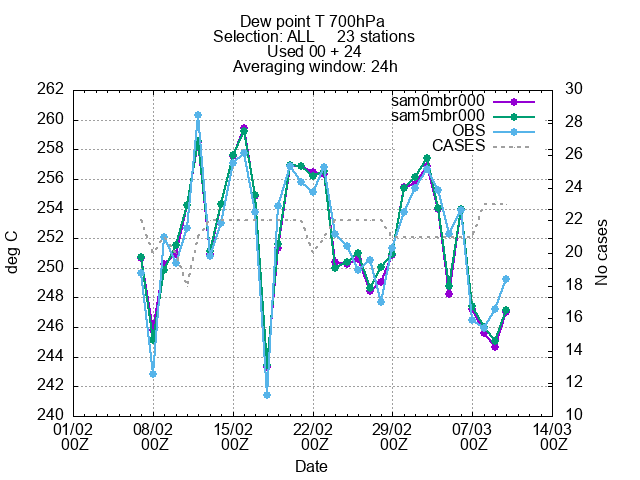 Dew point T 700hPa
Selection: ALL 23 stations
Used 00 + 24
Averaging window: 24h
262 30
260 28
258 26
256 24
254 22
252 20
250 18
248 16
246 14
244 12
242 10
240
sam0mbr000
sam5mbr000
OBS
CASES
deg C
No cases
01/02 08/02 15/02 22/02 29/02 07/03 14/03
00Z 00Z 00Z 00Z 00Z 00Z 00Z
Date